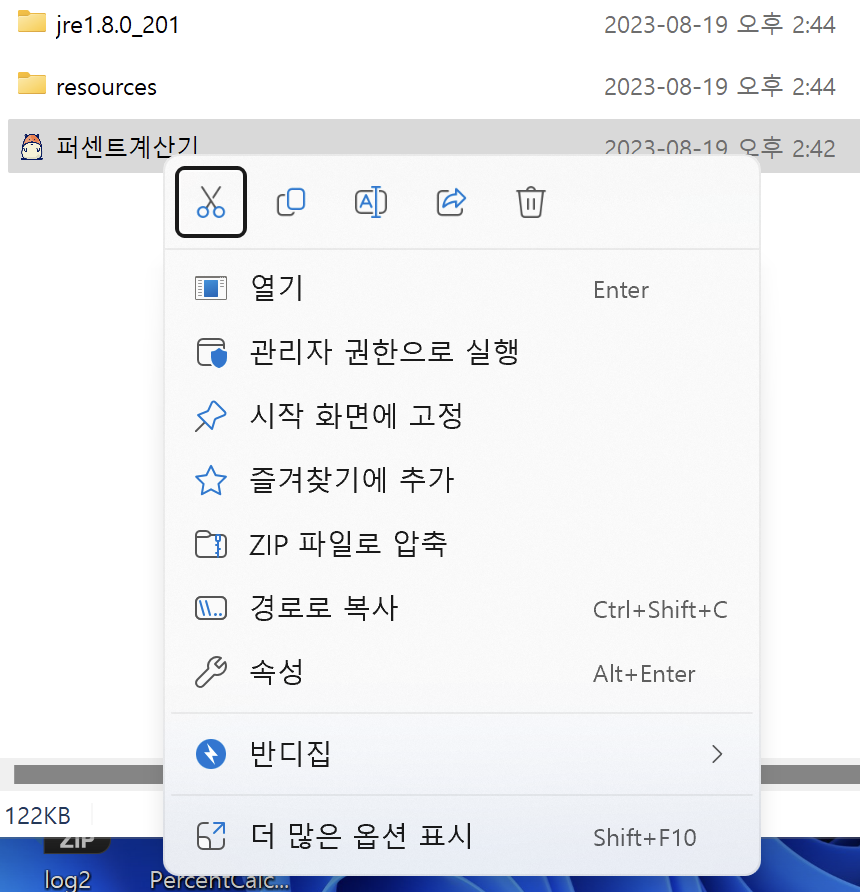 jre1.8.0_201 2023-08-19 오후 2:44
resources 2023-08-19 오후 2:44
퍼센트계산기 2023-08-19 오후 2:42
열기 Enter
관리자 권한으로 실행
시작 화면에 고정
즐겨찾기에 추가
ZIP 파일로 압축
경로로 복사 Ctrl+Shift+C
속성 Alt+Enter
반디집
더 많은 옵션 표시 Shift+F10
122KB
ZIP
log2 PercentCalc...